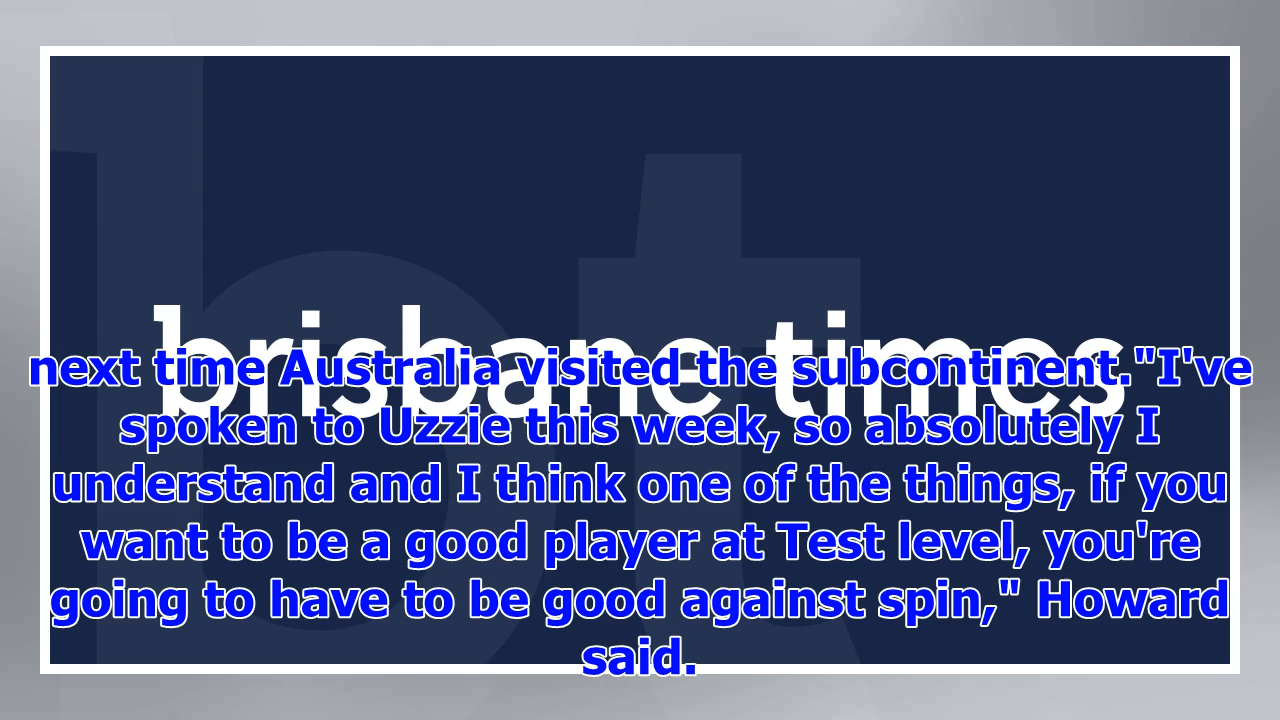 brisbane times
next time Australia visited the subcontinent."I've
spoken to Uzzie this week, so absolutely I
understand and I think one of the things, if you
want to be a good player at Test level, you're
going to have to be good against spin," Howard
said.